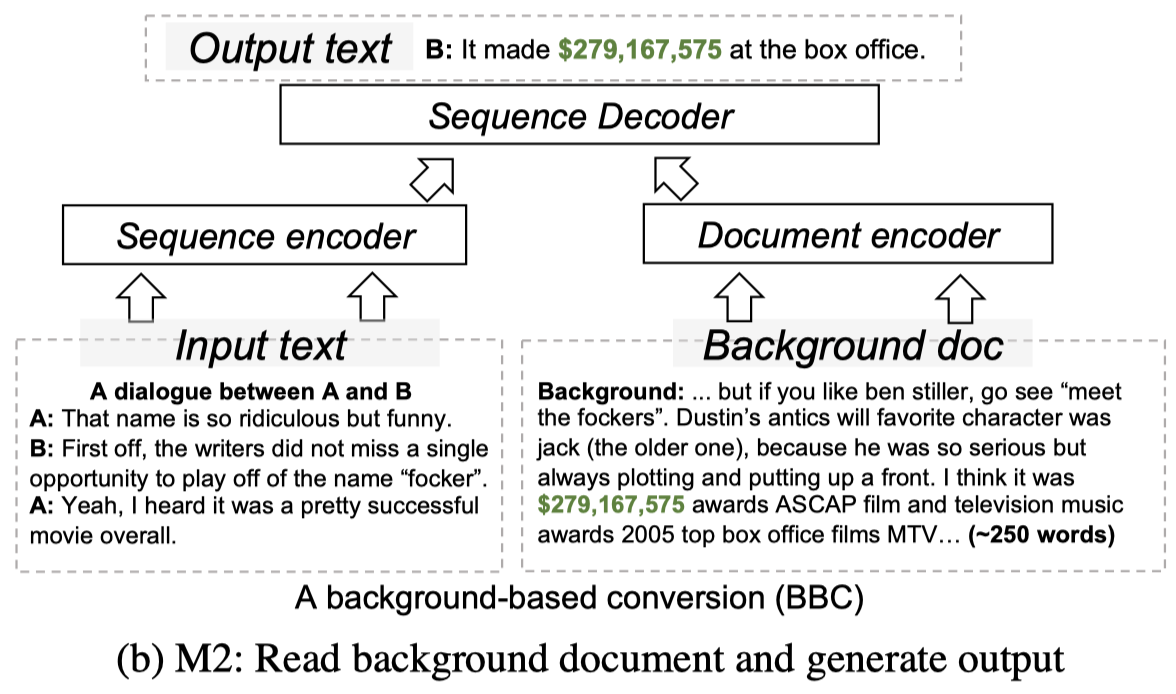 Output text B: It made $279,167,575 at the box office.
Sequence Decoder
Sequence encoder
Document encoder
Input text
A dialogue between A and B
A: That name is so ridiculous but funny.
B: First off, the writers did not miss a single
opportunity to play off of the name “focker”.
A: Yeah, I heard it was a pretty successful
movie overall.
Background doc
Background: ... but if you like ben stiller, go see “meet
the fockers”. Dustin’s antics will favorite character was
jack (the older one), because he was so serious but
always plotting and putting up a front. I think it was
$279,167,575 awards ASCAP film and television music
awards 2005 top box office films MTV… (~250 words)
A background-based conversion (BBC)
(b) M2: Read background document and generate output